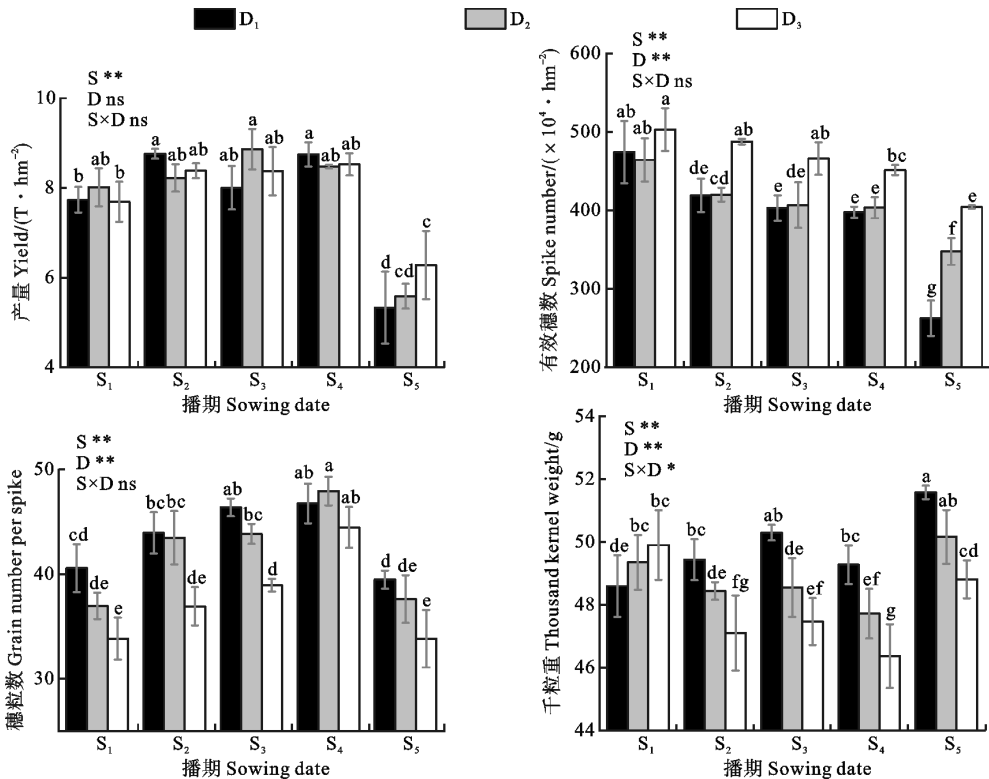 D₁ D₂ D₃
产量 Yield/(T·hm⁻²)
10
8
6
4
S **
D ns
S×D ns
b ab b a ab ab ab a ab a ab ab d cd c
S₁ S₂ S₃ S₄ S₅
播期 Sowing date
有效穗数 Spike number/(×10⁴·hm⁻²)
600
500
400
300
200
S **
D **
S×D ns
ab ab a de cd ab e de ab e e bc g f e
S₁ S₂ S₃ S₄ S₅
播期 Sowing date
穗粒数 Grain number per spike
50
40
30
S **
D **
S×D ns
cd de e bc bc de ab bc d ab a ab d de e
S₁ S₂ S₃ S₄ S₅
播期 Sowing date
千粒重 Thousand kernel weight/g
54
52
50
48
46
44
S **
D **
S×D *
de bc bc bc de fg ab de ef bc ef g a ab cd
S₁ S₂ S₃ S₄ S₅
播期 Sowing date